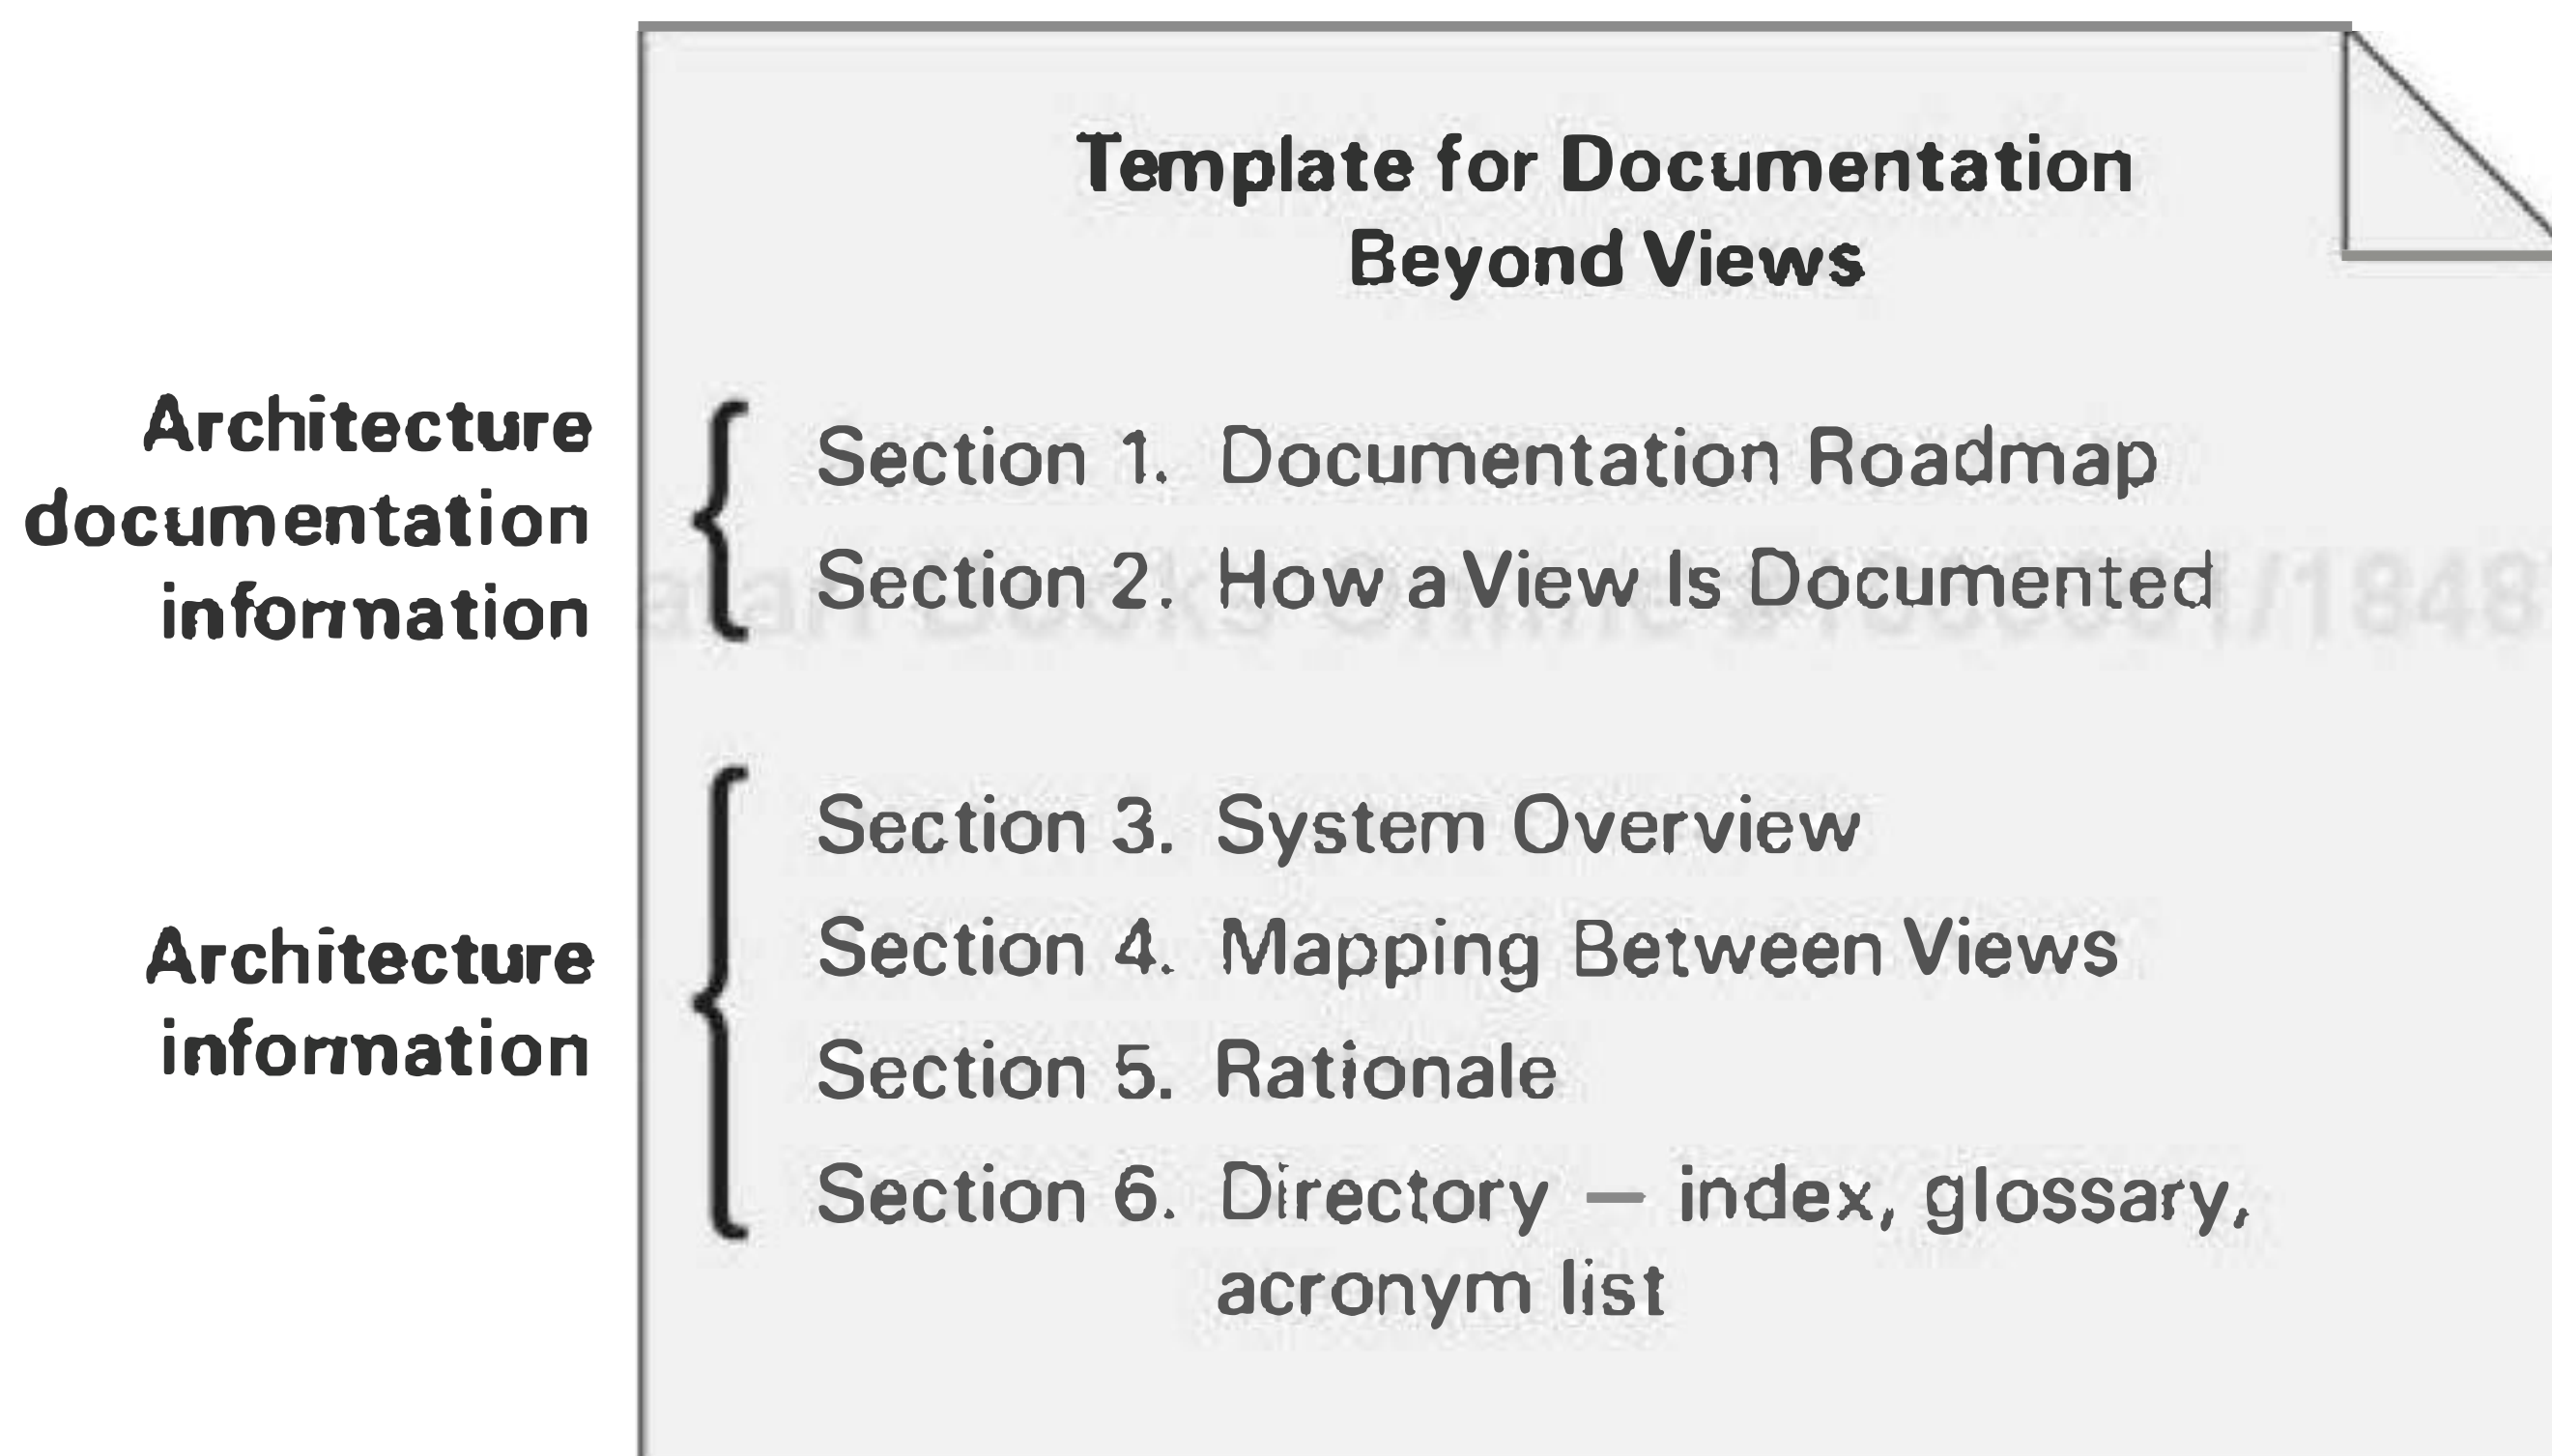 Template for Documentation
Beyond Views
Architecture
documentation
information
Section 1. Documentation Roadmap
Section 2. How a View Is Documented
Architecture
information
Section 3. System Overview
Section 4. Mapping Between Views
Section 5. Rationale
Section 6. Directory — index, glossary,
acronym list